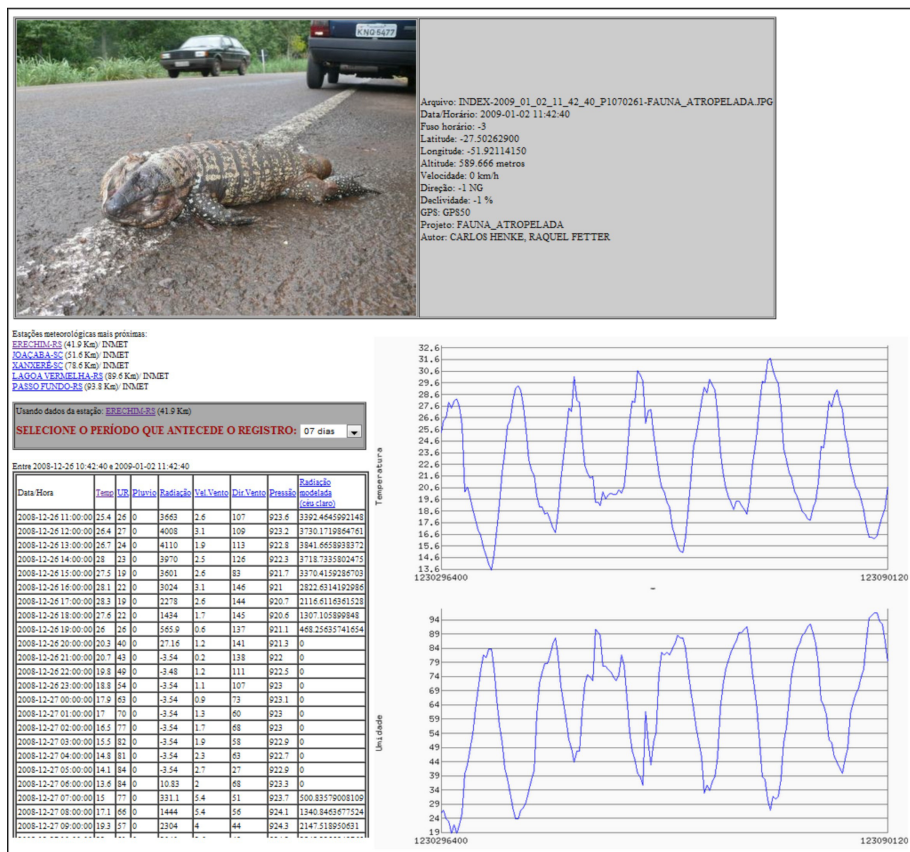 KNQ 5477
Arquivo: INDEX-2009_01_02_11_42_40_P1070261-FAUNA_ATROPELADA.JPG
Data/Horário: 2009-01-02 11:42:40
Fuso horário: -3
Latitude: -27.50262900
Longitude: -51.92114150
Altitude: 589.666 metros
Velocidade: 0 km/h
Direção: -1 NG
Declividade: -1 %
GPS: GPS50
Projeto: FAUNA_ATROPELADA
Autor: CARLOS HENKE, RAQUEL FETTER
Estações meteorológicas mais próximas:
ERECHIM-RS (41.9 Km)/ INMET
JOAÇABA-SC (51.6 Km)/ INMET
XANXERÊ-SC (78.6 Km)/ INMET
LAGOA VERMELHA-RS (89.6 Km)/ INMET
PASSO FUNDO-RS (93.8 Km)/ INMET
Usando dados da estação: ERECHIM-RS (41.9 Km)
SELECIONE O PERÍODO QUE ANTECEDE O REGISTRO: 07 dias
Entre 2008-12-26 10:42:40 e 2009-01-02 11:42:40
Data/Hora Temp UR Pluvio Radiação Vel.Vento Dir.Vento Pressão Radiação modelada (céu claro)
2008-12-26 11:00:00 25.4 26 0 3663 2.6 107 923.6 3392.4645992148
2008-12-26 12:00:00 26.4 27 0 4008 3.1 109 923.2 3730.1719864761
2008-12-26 13:00:00 26.7 24 0 4110 1.9 113 922.8 3841.6658938372
2008-12-26 14:00:00 28 23 0 3970 2.5 126 922.3 3718.7335802475
2008-12-26 15:00:00 27.5 19 0 3601 2.6 83 921.7 3370.4159286703
2008-12-26 16:00:00 28.1 22 0 3024 3.1 146 921 2822.6314192986
2008-12-26 17:00:00 28.3 19 0 2278 2.6 144 920.7 2116.6116361528
2008-12-26 18:00:00 27.6 22 0 1434 1.7 145 920.6 1307.105899848
2008-12-26 19:00:00 26 26 0 565.9 0.6 137 921.1 468.25635741654
2008-12-26 20:00:00 20.3 40 0 27.16 1.2 141 921.3 0
2008-12-26 21:00:00 20.7 43 0 -3.54 0.2 138 922 0
2008-12-26 22:00:00 19.8 49 0 -3.48 1.2 111 922.5 0
2008-12-26 23:00:00 18.8 54 0 -3.54 1.1 107 923 0
2008-12-27 00:00:00 17.9 63 0 -3.54 0.9 73 923.1 0
2008-12-27 01:00:00 17 70 0 -3.54 1.3 60 923 0
2008-12-27 02:00:00 16.5 77 0 -3.54 1.7 68 923 0
2008-12-27 03:00:00 15.5 82 0 -3.54 1.9 58 922.9 0
2008-12-27 04:00:00 14.8 81 0 -3.54 2.3 63 922.7 0
2008-12-27 05:00:00 14.1 84 0 -3.54 2.7 27 922.9 0
2008-12-27 06:00:00 13.6 84 0 10.83 2 68 923.3 0
2008-12-27 07:00:00 15 77 0 331.1 5.4 51 923.7 500.83579008109
2008-12-27 08:00:00 17.1 66 0 1444 5.4 56 924.1 1340.8463677524
2008-12-27 09:00:00 19.3 57 0 2304 4 44 924.3 2147.518950631
Temperatura
32.6
31.6
30.6
29.6
28.6
27.6
26.6
25.6
24.6
23.6
22.6
21.6
20.6
19.6
18.6
17.6
16.6
15.6
14.6
13.6
1230296400
123090120
Umidade
94
89
84
79
74
69
64
59
54
49
44
39
34
29
24
19
1230296400
123090120